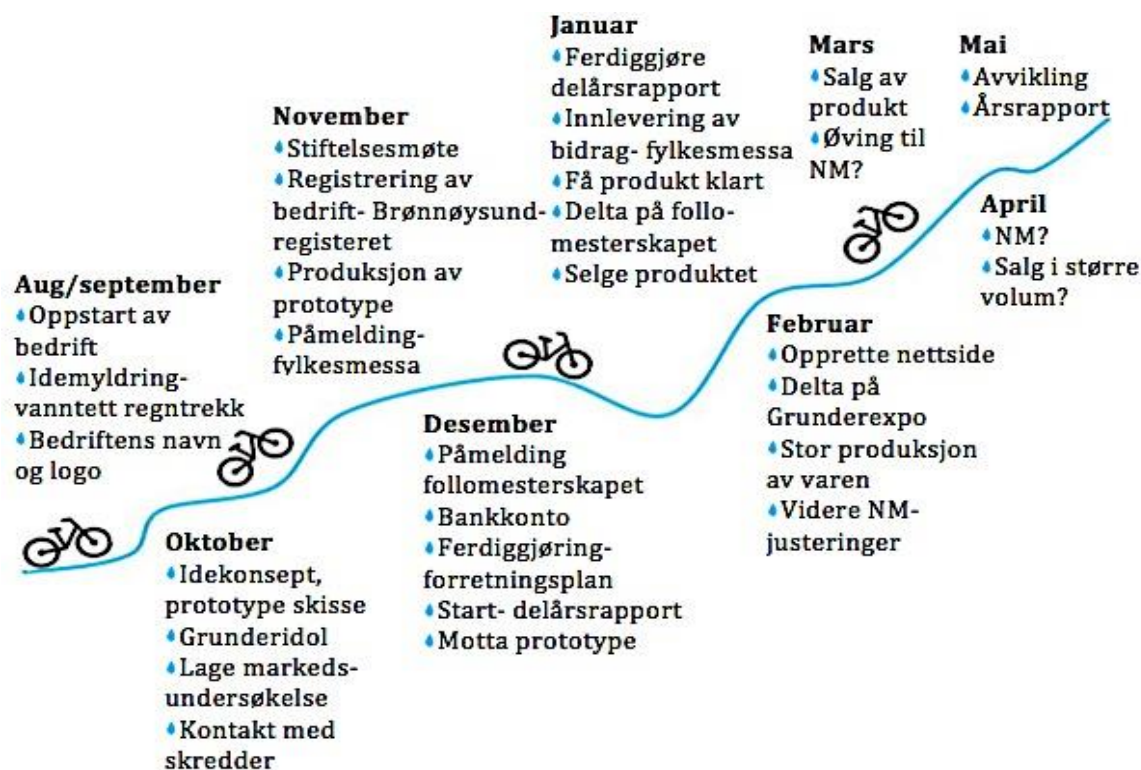 Aug/september
Oppstart av
bedrift
Idemyldring-
vanntett regntrekk
Bedriftens navn
og logo
Oktober
Idekonsept,
prototype skisse
Grunderidol
Lage markeds-
undersøkelse
Kontakt med
skredder
November
Stiftelsesmøte
Registrering av
bedrift- Brønnøysund-
registeret
Produksjon av
prototype
Påmelding-
fylkesmessa
Desember
Påmelding
follomesterskapet
Bankkonto
Ferdiggjøring-
forretningsplan
Start- delårsrapport
Motta prototype
Januar
Ferdiggjøre
delårsrapport
Innlevering av
bidrag- fylkesmessa
Få produkt klart
Delta på follo-
mesterskapet
Selge produktet
Februar
Opprette nettside
Delta på
Grunderexpo
Stor produksjon
av varen
Videre NM-
justeringer
Mars
Salg av
produkt
Øving til
NM?
April
NM?
Salg i større
volum?
Mai
Avvikling
Årsrapport